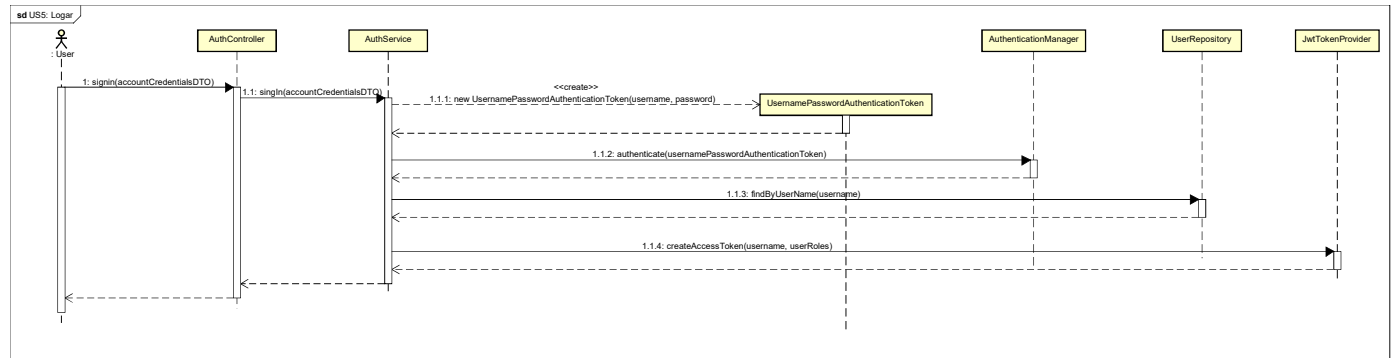 sd US5: Logar
: User
AuthController
AuthService
AuthenticationManager
UserRepository
JwtTokenProvider
1: signin(accountCredentialsDTO)
1.1: singIn(accountCredentialsDTO)
<<create>>
1.1.1: new UsernamePasswordAuthenticationToken(username, password)
UsernamePasswordAuthenticationToken
1.1.2: authenticate(usernamePasswordAuthenticationToken)
1.1.3: findByUserName(username)
1.1.4: createAccessToken(username, userRoles)